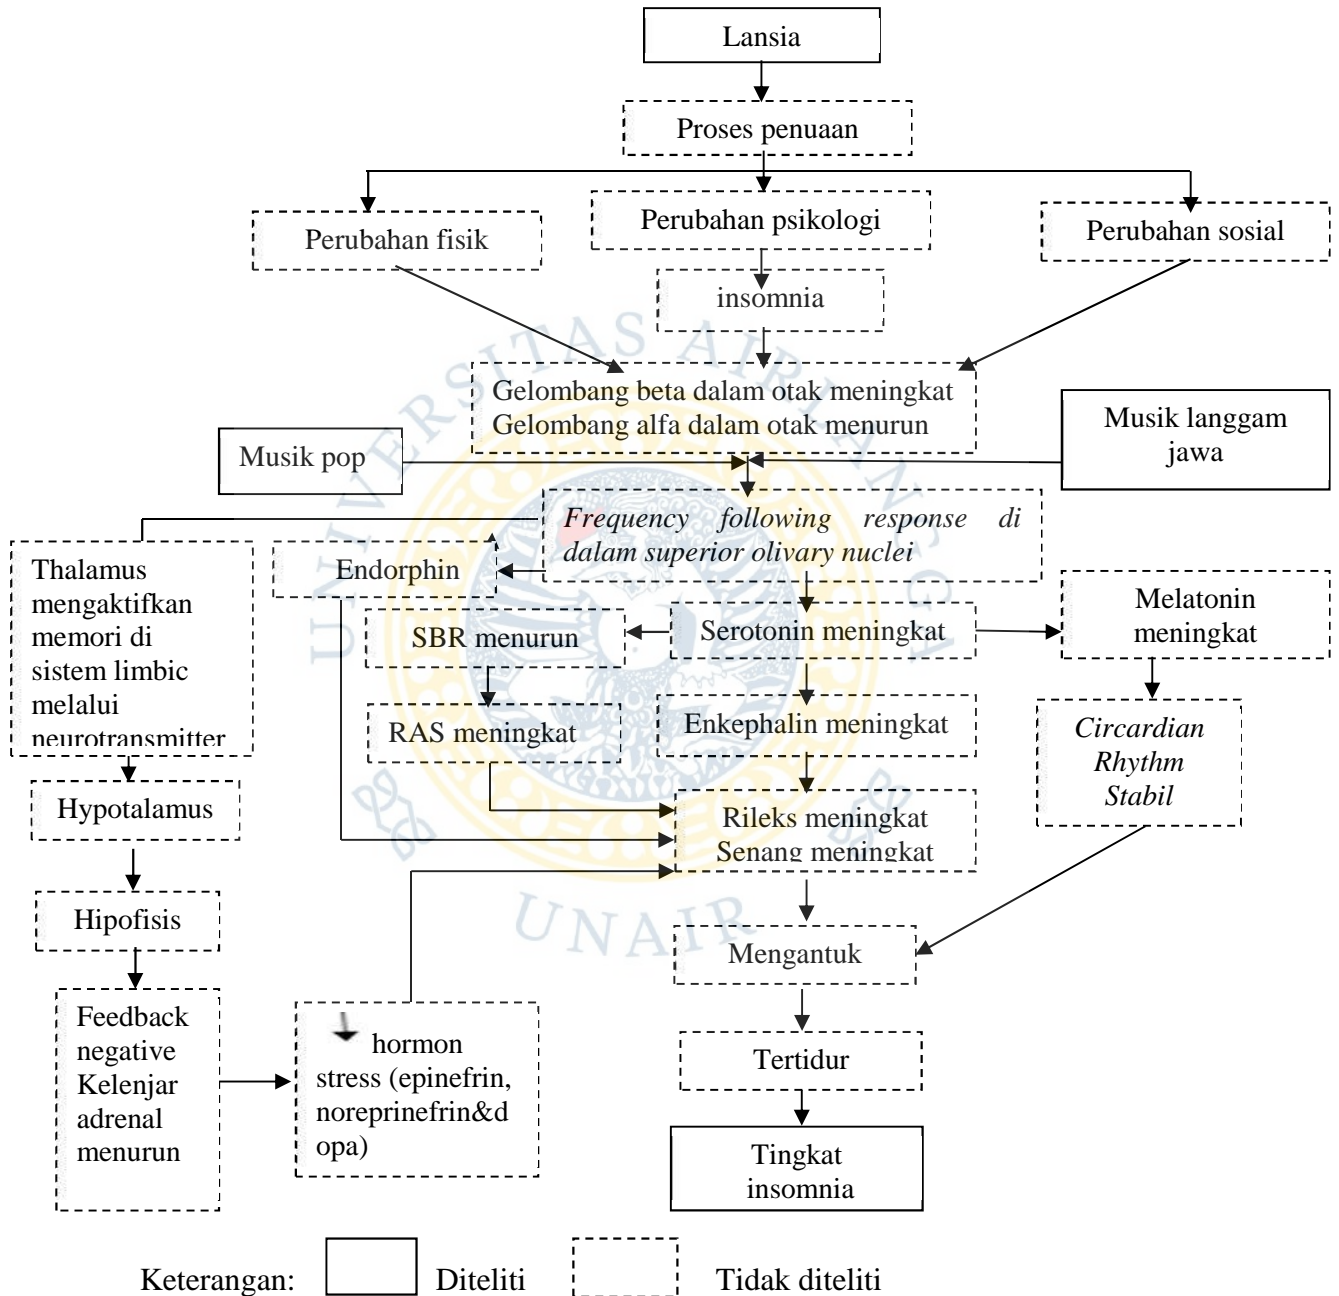 Lansia
Proses penuaan
Perubahan fisik
Perubahan psikologi
Perubahan sosial
insomnia
Gelombang beta dalam otak meningkat
Gelombang alfa dalam otak menurun
Musik pop
Musik langgam
jawa
Frequency following response di
dalam superior olivary nuclei
Thalamus
mengaktifkan
memori di
sistem limbic
melalui
neurotransmitter
Endorphin
SBR menurun
Serotonin meningkat
Melatonin
meningkat
RAS meningkat
Enkephalin meningkat
Circardian
Rhythm
Stabil
Hypotalamus
Rileks meningkat
Senang meningkat
Hipofisis
Mengantuk
Feedback
negative
Kelenjar
adrenal
menurun
hormon
stress (epinefrin,
noreprinefrin&d
opa)
Tertidur
Tingkat
insomnia
Keterangan: Diteliti Tidak diteliti
UNIVERSITAS AIRLANGGA
UNAIR